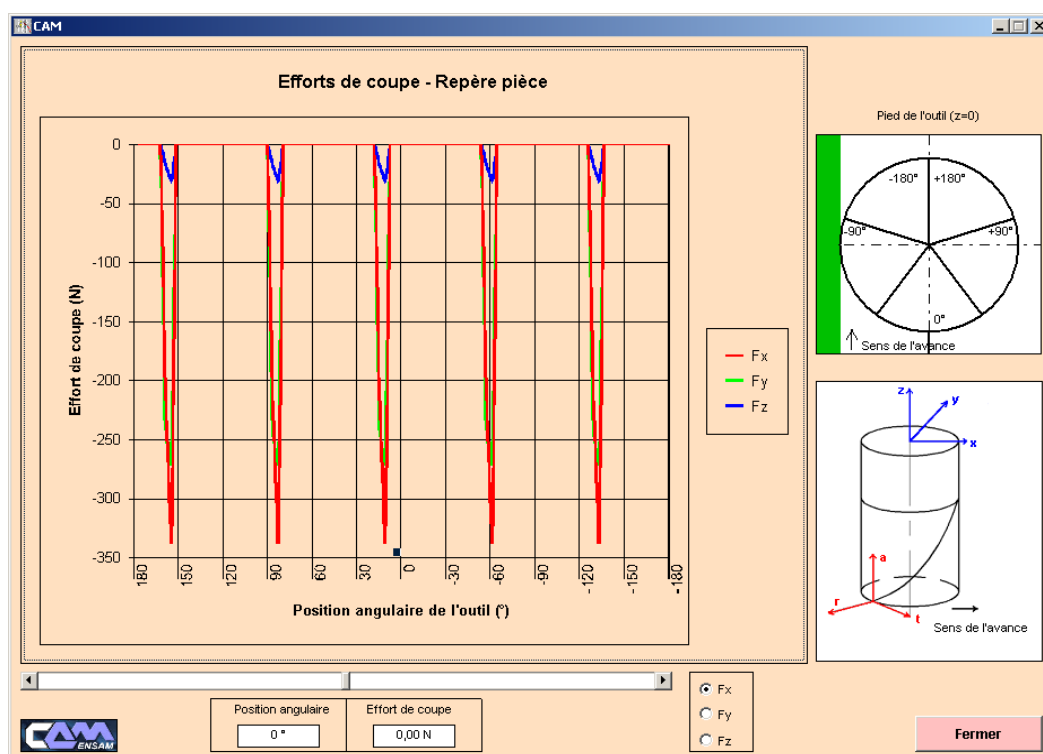 CAM
Efforts de coupe - Repère pièce
Effort de coupe (N)
0
-50
-100
-150
-200
-250
-300
-350
180
150
120
90
60
30
0
-30
-60
-90
-120
-150
-180
Position angulaire de l'outil (°)
Fx
Fy
Fz
Pied de l'outil (z=0)
-180° +180°
-90° +90°
0°
Sens de l'avance
z
y
x
a
r
t
Sens de l'avance
Position angulaire
Effort de coupe
0 °
0,00 N
Fx
Fy
Fz
CAM
ENSAM
Fermer